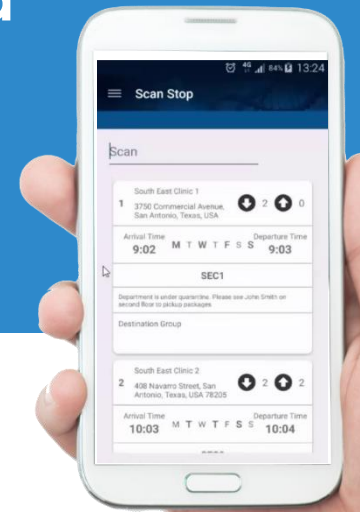 4G 84% 13:24
Scan Stop
Scan
South East Clinic 1
1 3750 Commercial Avenue, 2 0
San Antonio, Texas, USA
Arrival Time Departure Time
9:02 M T W T F S S 9:03
SEC1
Department is under quarantine. Please see John Smith on
second floor to pickup packages
Destination Group
South East Clinic 2
2 408 Navarro Street, San 2 2
Antonio, Texas, USA 78205
Arrival Time Departure Time
10:03 M T W T F S S 10:04